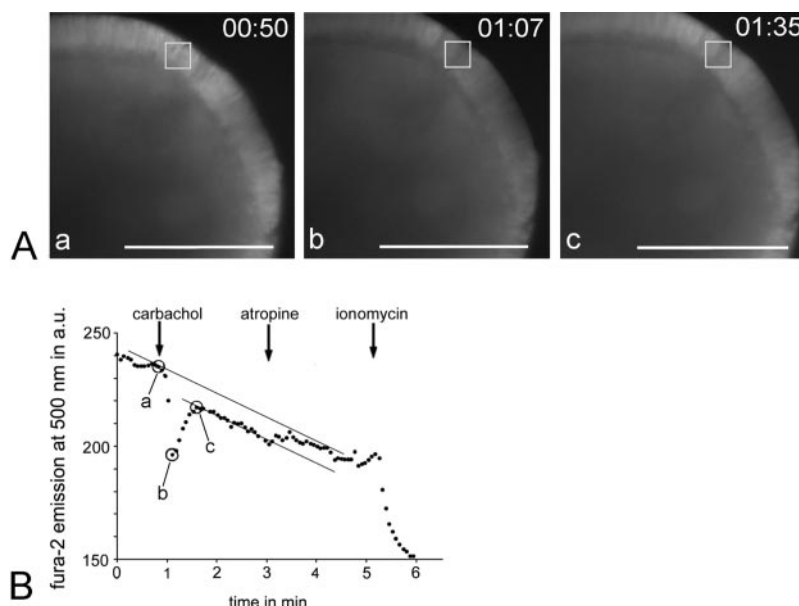 A
00:50
a
01:07
b
01:35
c
B
carbachol atropine ionomycin
fura-2 emission at 500 nm in a.u.
250
200
150
a
b
c
0 1 2 3 4 5 6
time in min